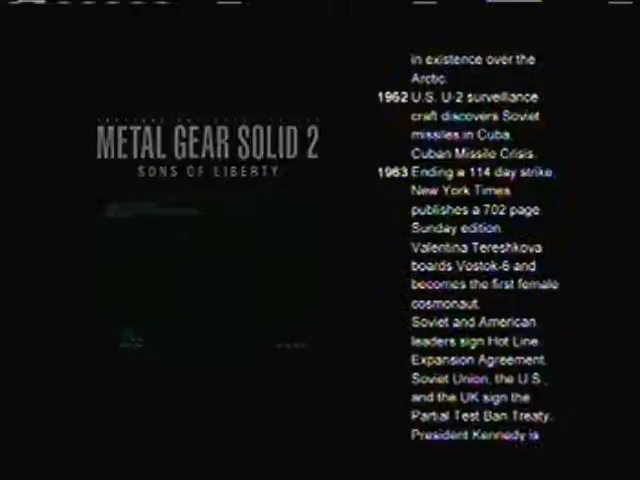 METAL GEAR SOLID 2
SONS OF LIBERTY
in existence over the
Arctic.
1962 U.S. U-2 surveillance
craft discovers Soviet
missiles in Cuba.
Cuban Missile Crisis.
1963 Ending a 114 day strike,
New York Times
publishes a 702 page
Sunday edition.
Valentina Tereshkova
boards Vostok-6 and
becomes the first female
cosmonaut.
Soviet and American
leaders sign Hot Line
Expansion Agreement.
Soviet Union, the U.S.,
and the UK sign the
Partial Test Ban Treaty.
President Kennedy is